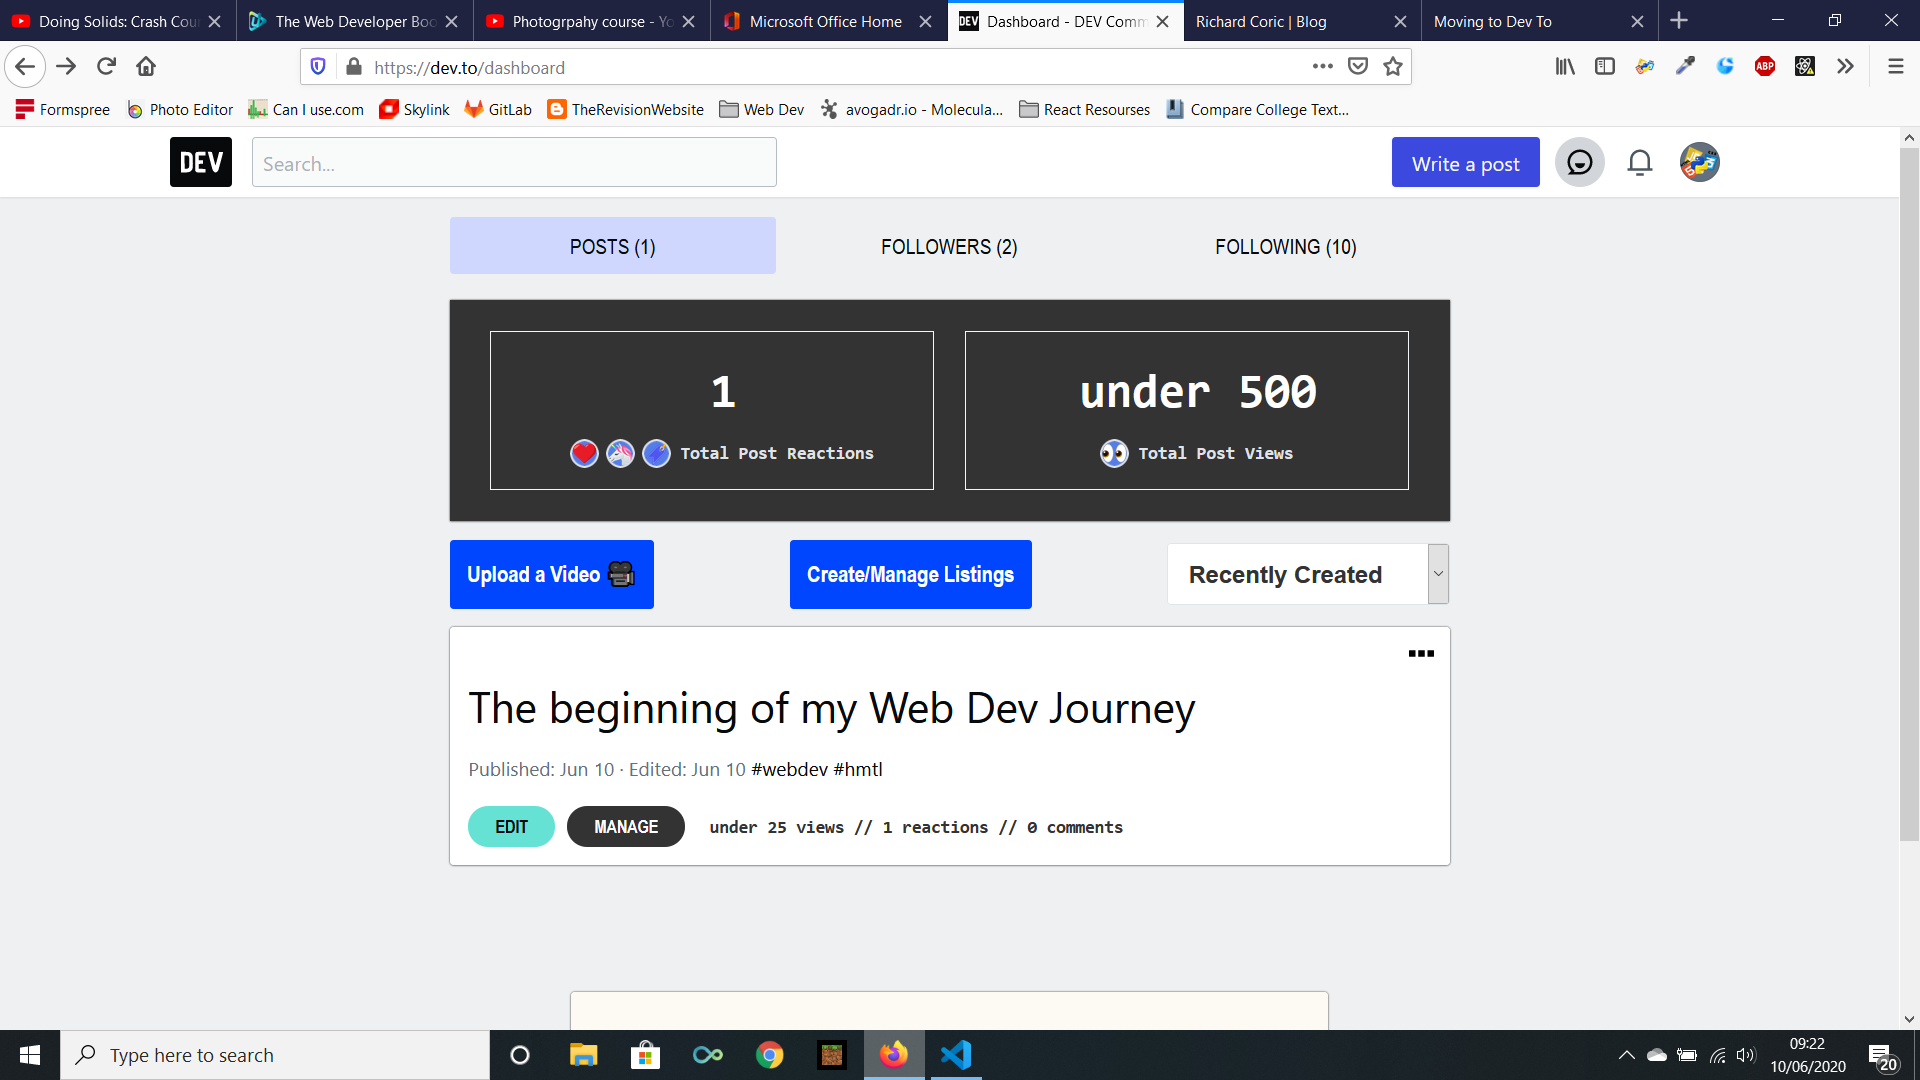 Doing Solids: Crash Cou
The Web Developer Boo
Photogrpahy course - Yo
Microsoft Office Home
DEV Dashboard - DEV Comm
Richard Coric | Blog
Moving to Dev To
https://dev.to/dashboard
ABP
Formspree
Photo Editor
Can I use.com
Skylink
GitLab
TheRevisionWebsite
Web Dev
avogadr.io - Molecula...
React Resourses
Compare College Text...
DEV
Search...
Write a post
POSTS (1)
FOLLOWERS (2)
FOLLOWING (10)
1
Total Post Reactions
under 500
Total Post Views
Upload a Video
Create/Manage Listings
Recently Created
The beginning of my Web Dev Journey
Published: Jun 10 · Edited: Jun 10 #webdev #hmtl
EDIT
MANAGE
under 25 views // 1 reactions // 0 comments
Type here to search
09:22
10/06/2020
20